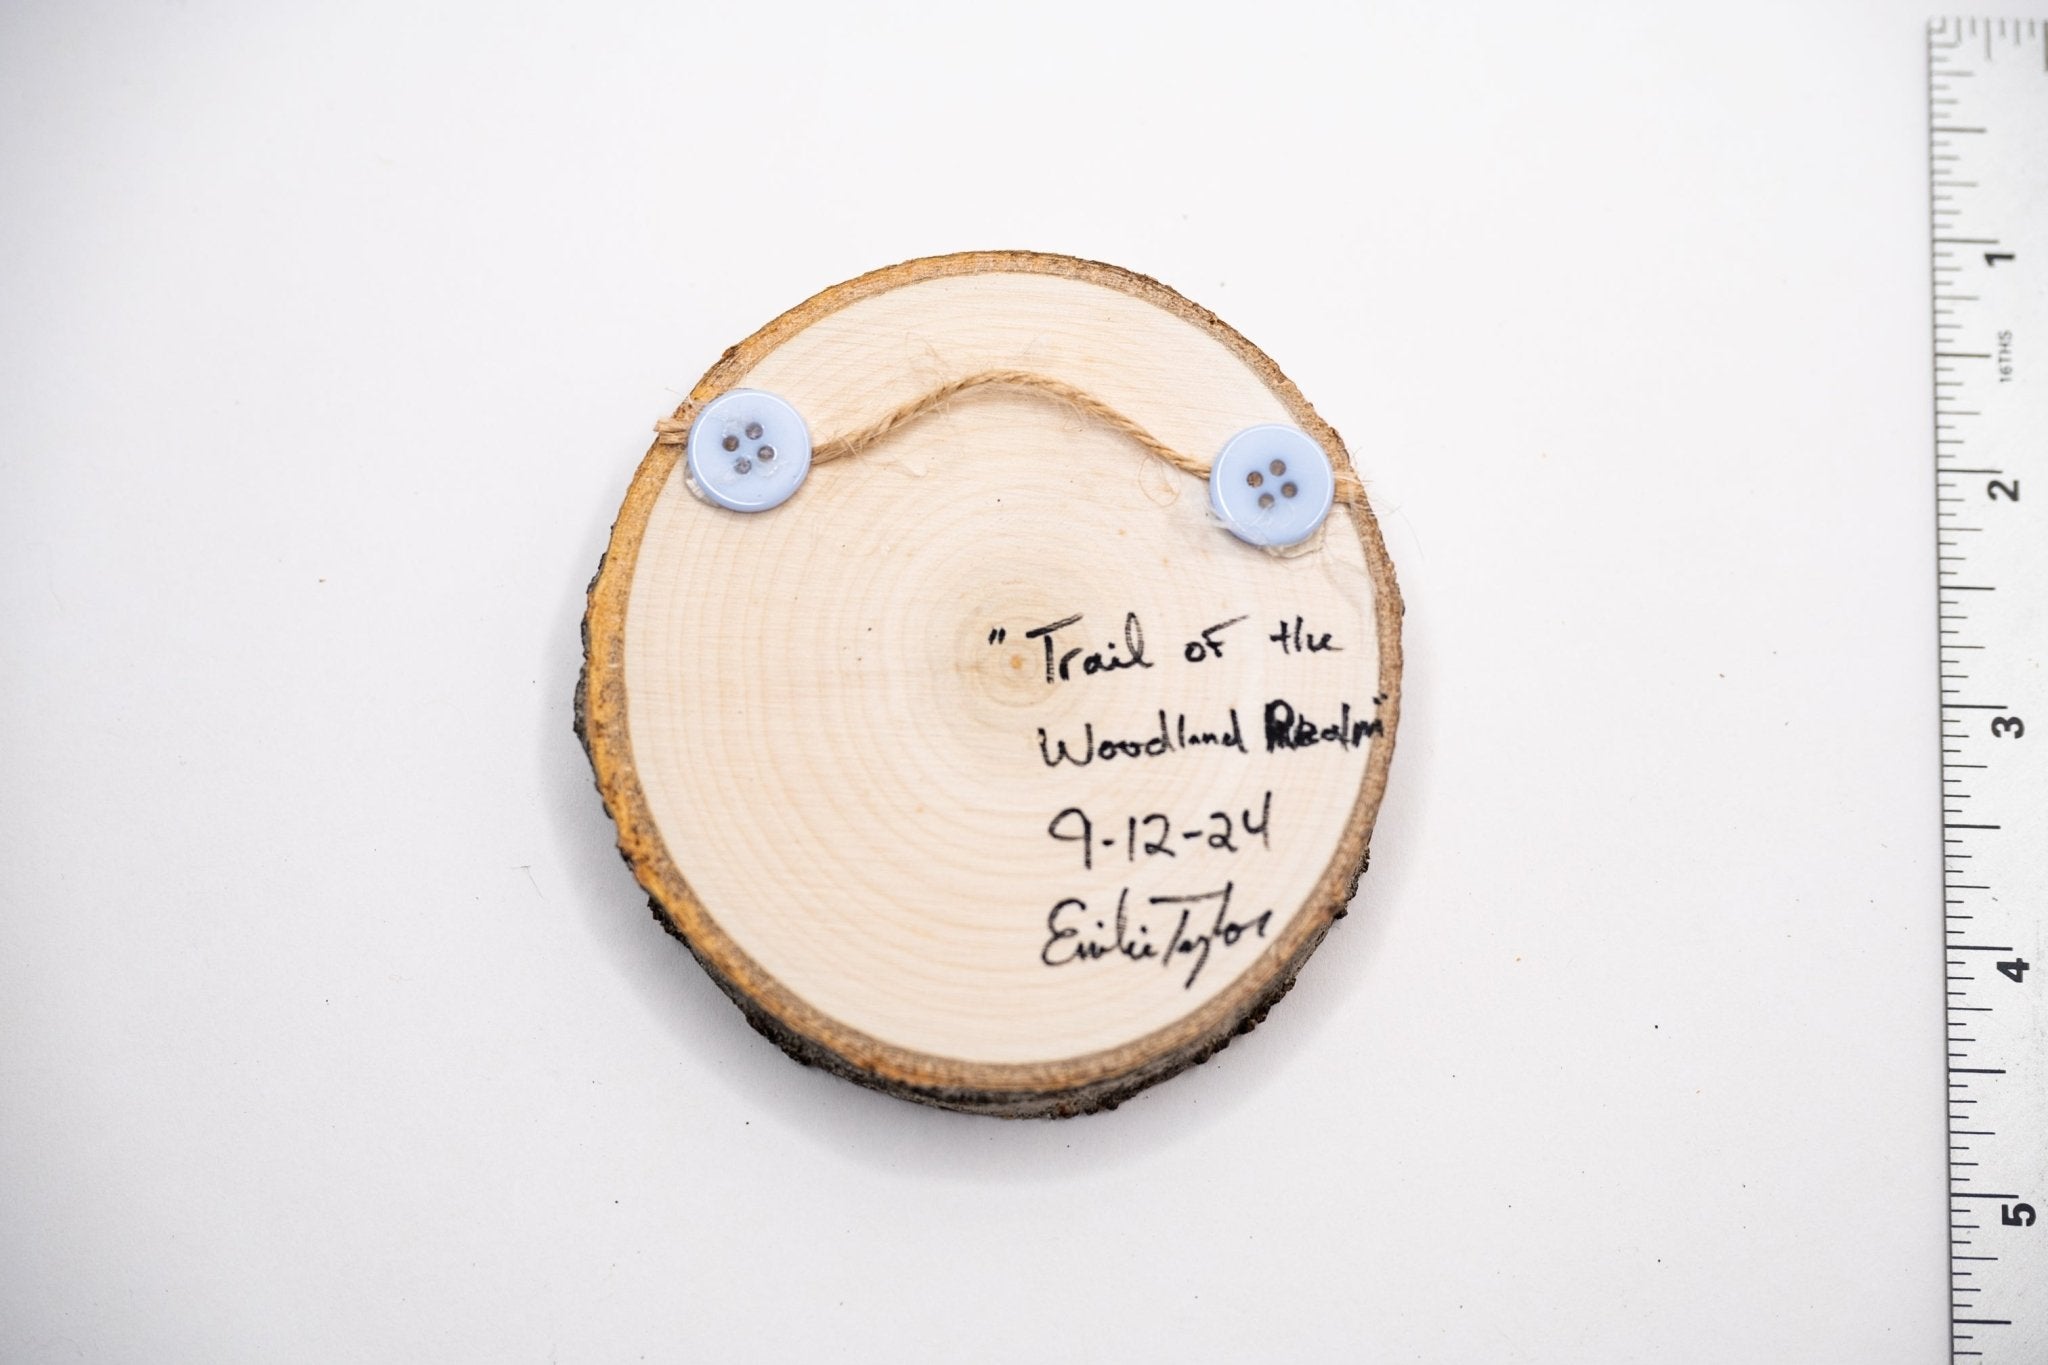 "Trail of the
Woodland Realm"
9-12-24
Emilie Taylor
1
16THS
2
3
4
5